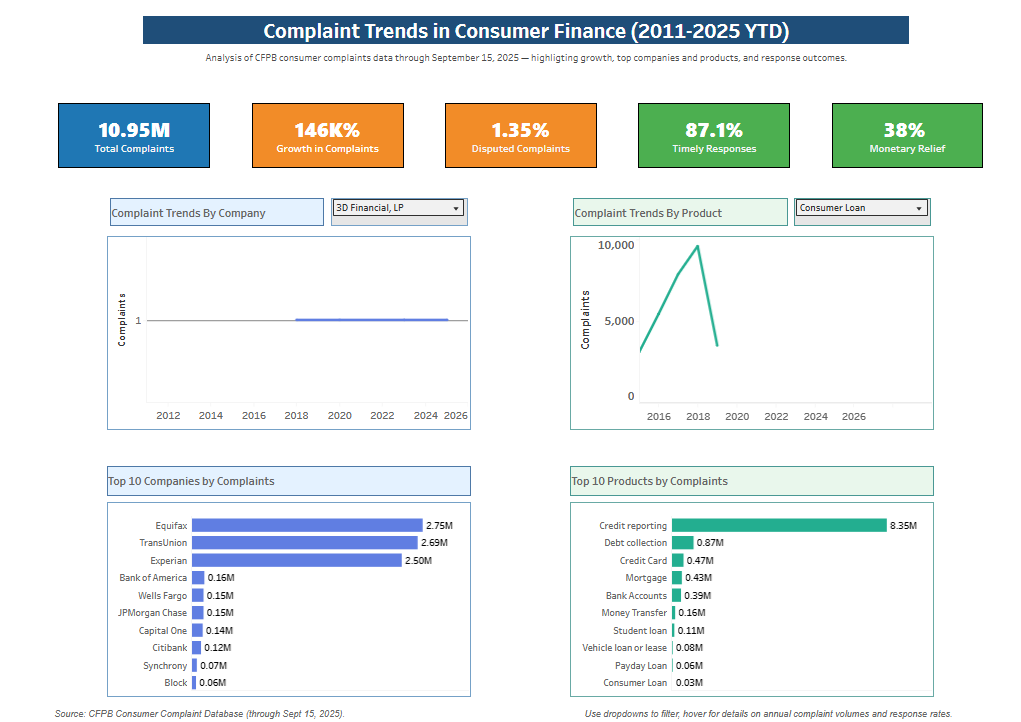 Complaint Trends in Consumer Finance (2011-2025 YTD)
Analysis of CFPB consumer complaints data through September 15, 2025 — highligting growth, top companies and products, and response outcomes.
10.95M
Total Complaints
146K%
Growth in Complaints
1.35%
Disputed Complaints
87.1%
Timely Responses
38%
Monetary Relief
Complaint Trends By Company
3D Financial, LP
Complaints
1
2012 2014 2016 2018 2020 2022 2024 2026
Complaint Trends By Product
Consumer Loan
Complaints
10,000
5,000
0
2016 2018 2020 2022 2024 2026
Top 10 Companies by Complaints
Equifax 2.75M
TransUnion 2.69M
Experian 2.50M
Bank of America 0.16M
Wells Fargo 0.15M
JPMorgan Chase 0.15M
Capital One 0.14M
Citibank 0.12M
Synchrony 0.07M
Block 0.06M
Top 10 Products by Complaints
Credit reporting 8.35M
Debt collection 0.87M
Credit Card 0.47M
Mortgage 0.43M
Bank Accounts 0.39M
Money Transfer 0.16M
Student loan 0.11M
Vehicle loan or lease 0.08M
Payday Loan 0.06M
Consumer Loan 0.03M
Source: CFPB Consumer Complaint Database (through Sept 15, 2025).
Use dropdowns to filter, hover for details on annual complaint volumes and response rates.